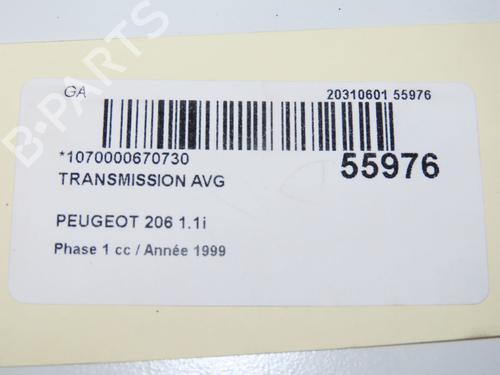 GA
20310601 55976
*1070000670730
55976
TRANSMISSION AVG
PEUGEOT 206 1.1i
Phase 1 cc / Année 1999
B-PARTS